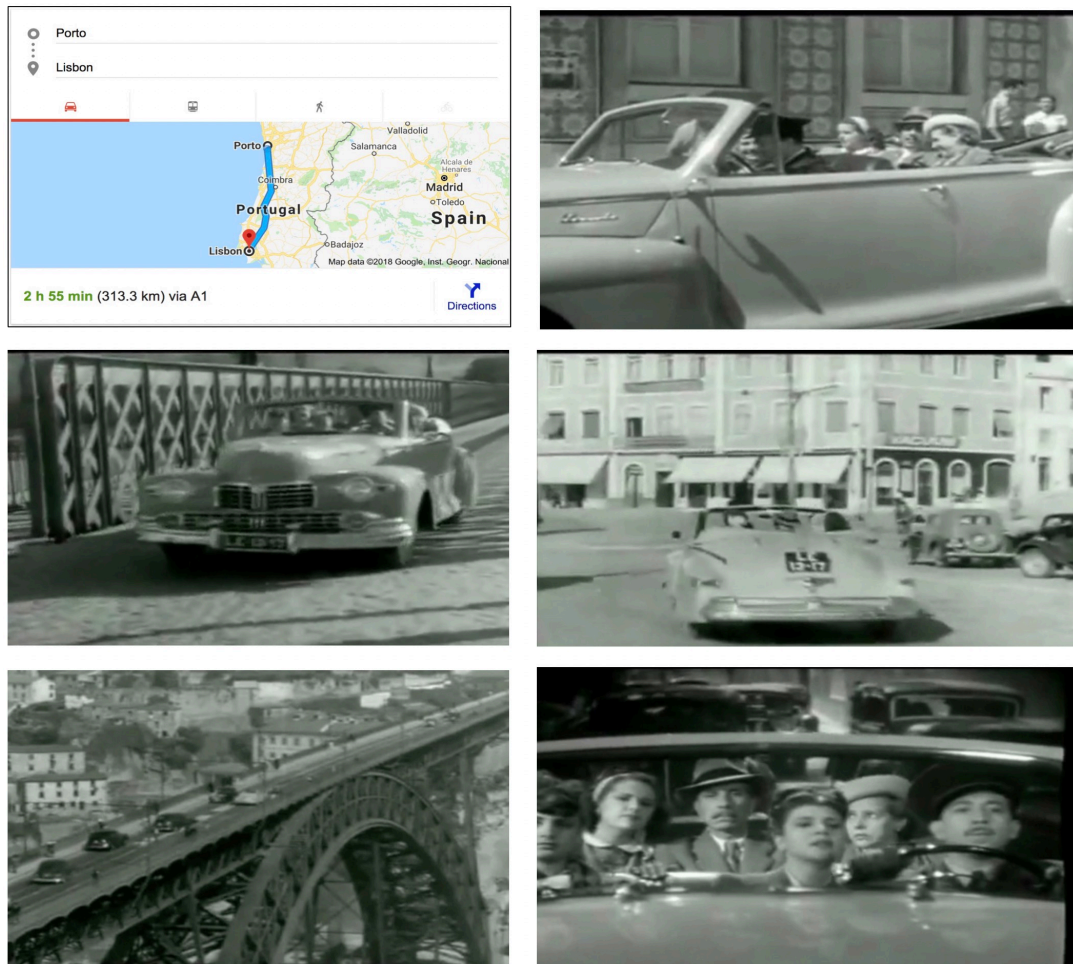 Porto
Lisbon
Valladolid
Porto
Salamanca
Alcala de
Henares
Coimbra
Madrid
Toledo
Portugal
Spain
Lisbon
Badajoz
Map data ©2018 Google, Inst. Geogr. Nacional
2 h 55 min (313.3 km) via A1
Directions
VACUUM